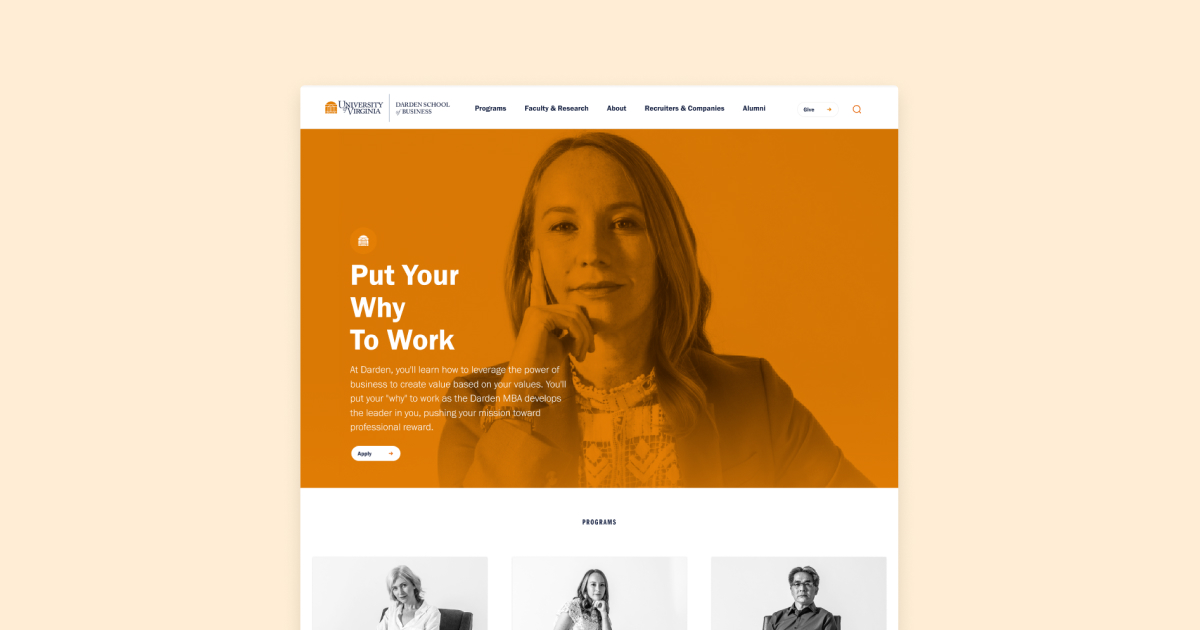 UNIVERSITY
of VIRGINIA
DARDEN SCHOOL
of BUSINESS
Programs
Faculty & Research
About
Recruiters & Companies
Alumni
Give
Put Your
Why
To Work
At Darden, you'll learn how to leverage the power of
business to create value based on your values. You'll
put your "why" to work as the Darden MBA develops
the leader in you, pushing your mission toward
professional reward.
Apply
PROGRAMS